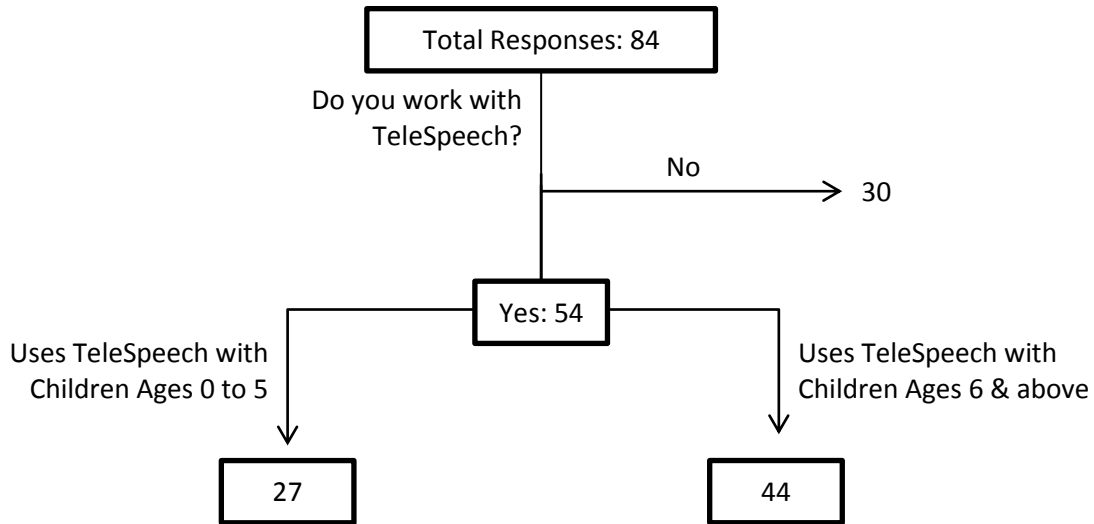 Total Responses: 84
Do you work with
TeleSpeech?
No
30
Yes: 54
Uses TeleSpeech with
Children Ages 0 to 5
Uses TeleSpeech with
Children Ages 6 & above
27
44